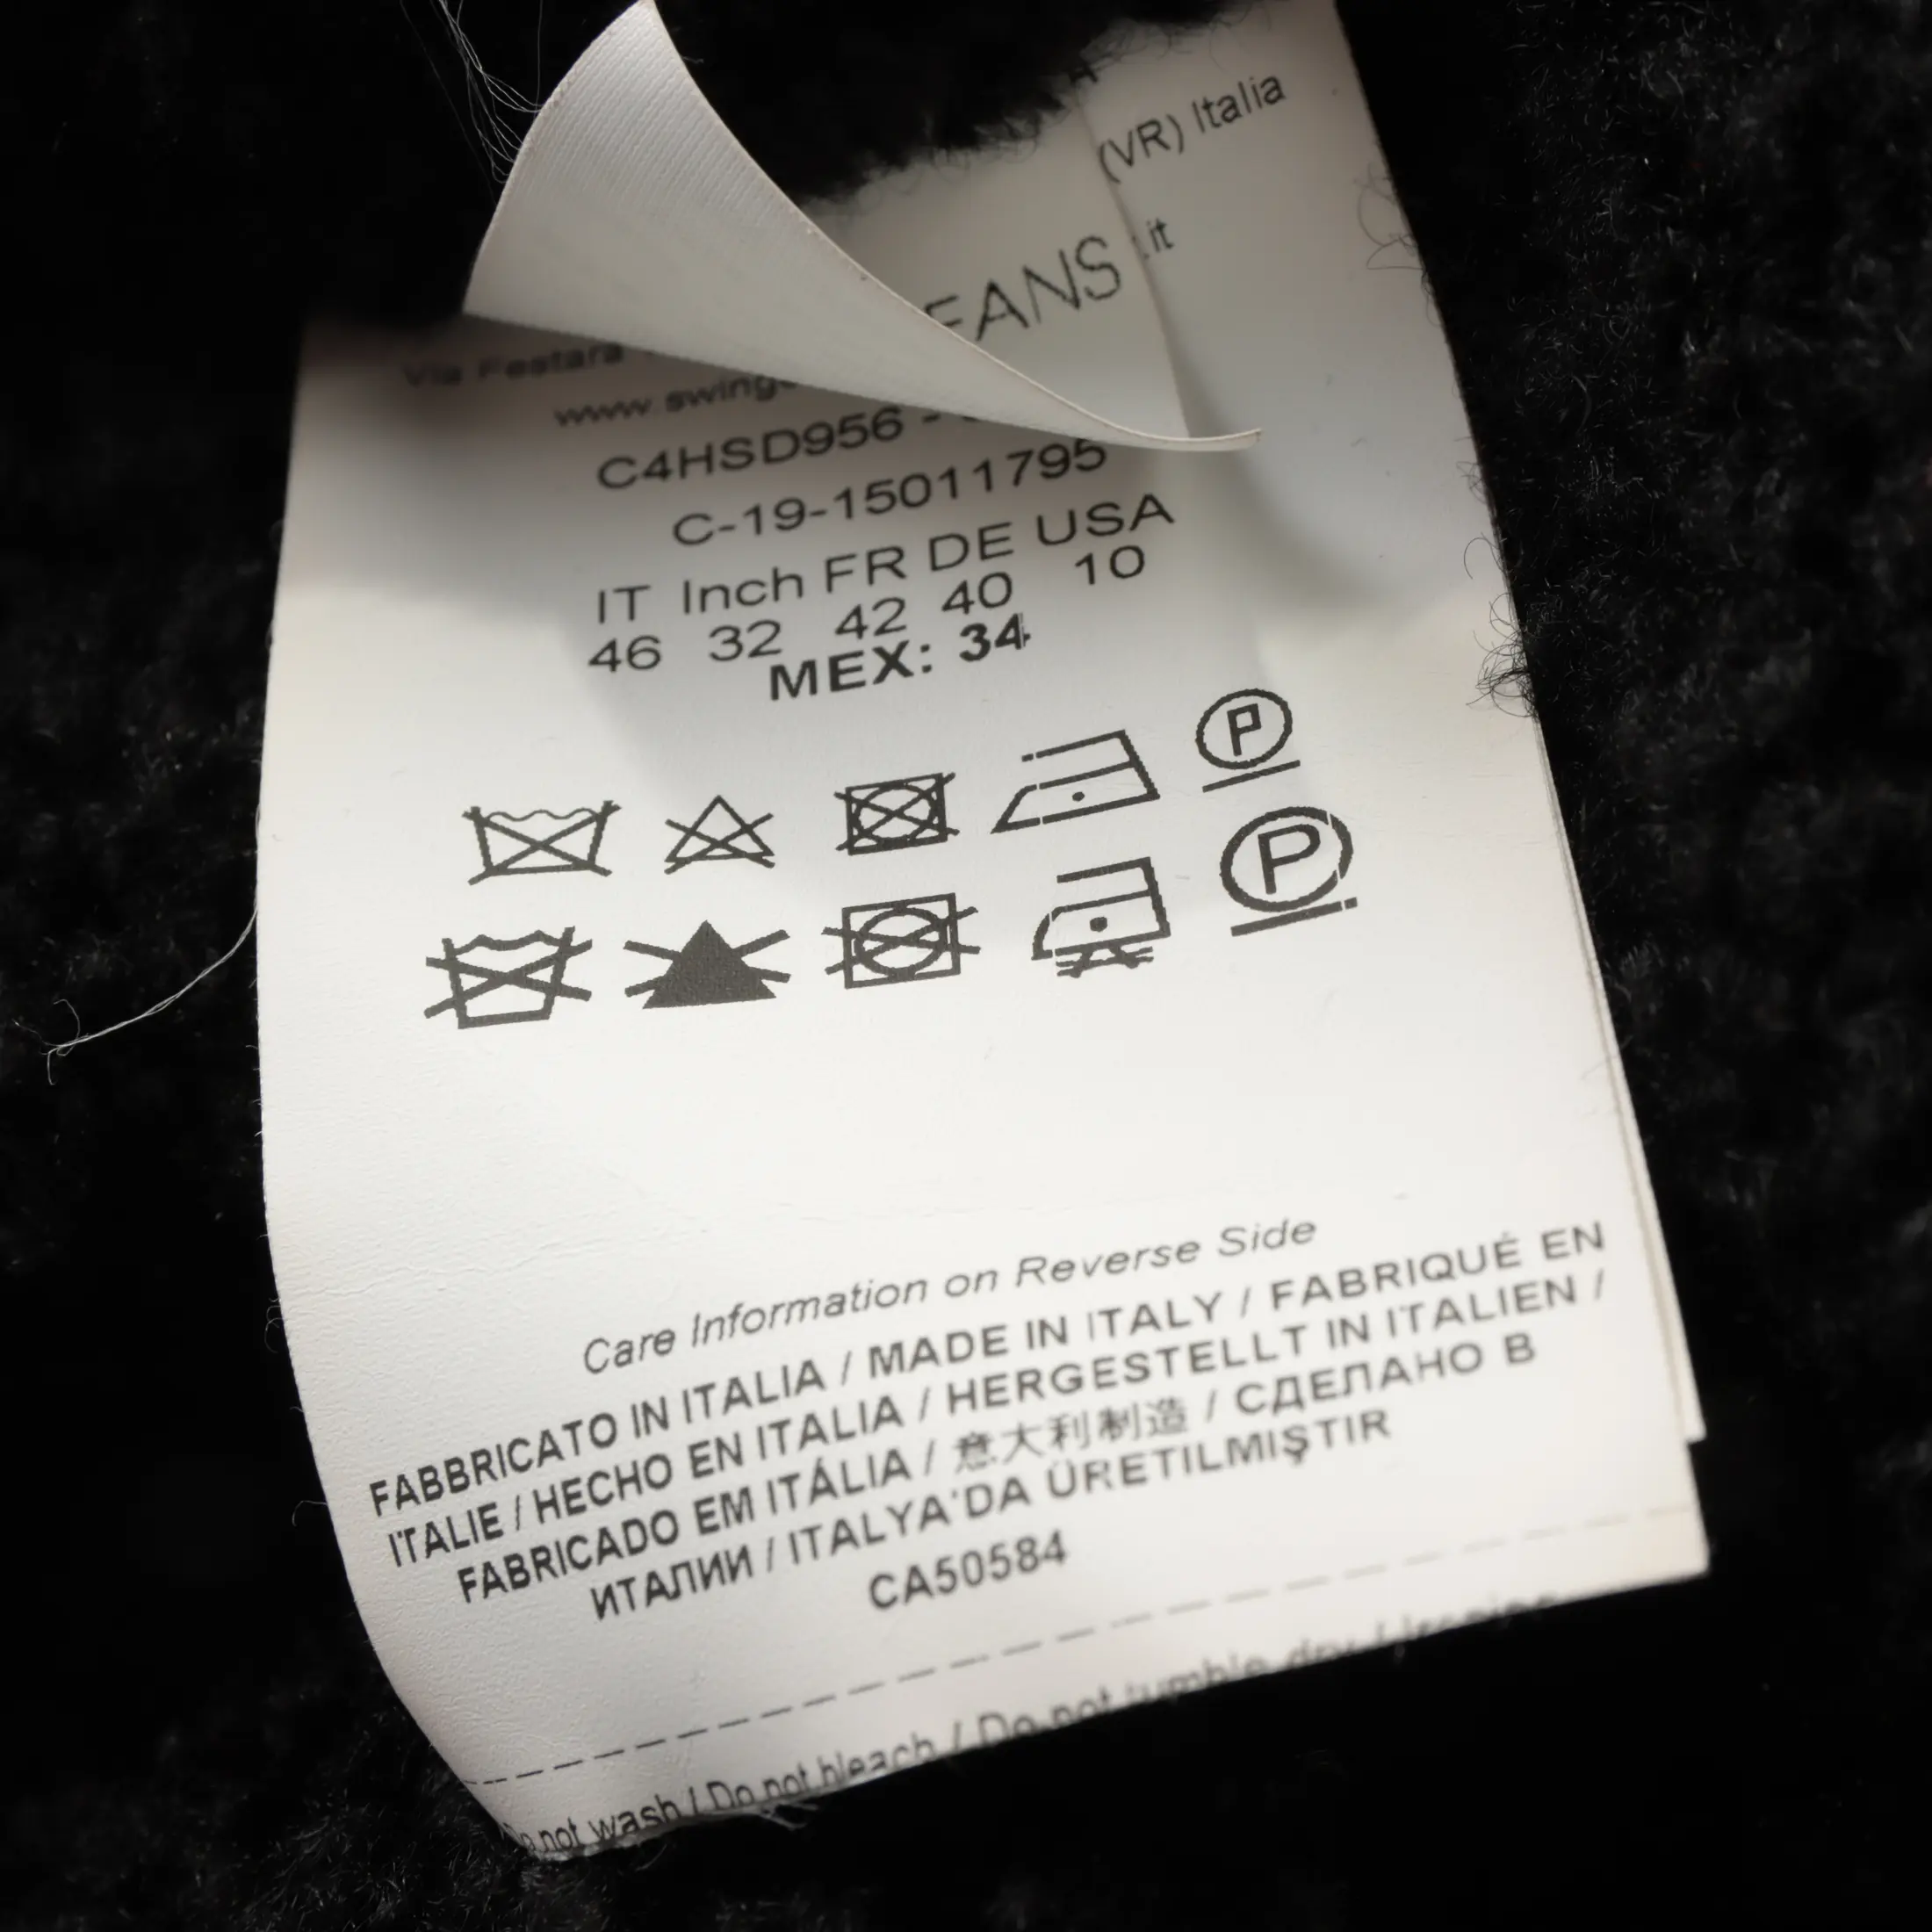 (VR) Italia
.it
EANS
Via Festara
www.swing
C4HSD956 -
C-19-15011795
IT Inch FR DE USA
46 32 42 40 10
MEX: 34
P
P
Care Information on Reverse Side
FABBRICATO IN ITALIA / MADE IN ITALY / FABRIQUÉ EN
ITALIE / HECHO EN ITALIA / HERGESTELLT IN ITALIEN /
FABRICADO EM ITÁLIA / 意大利制造 / СДЕЛАНО В
ИТАЛИИ / ITALYA'DA ÜRETILMIŞTIR
CA50584
Do not wash / Do not bleach / Do not tumble dry /